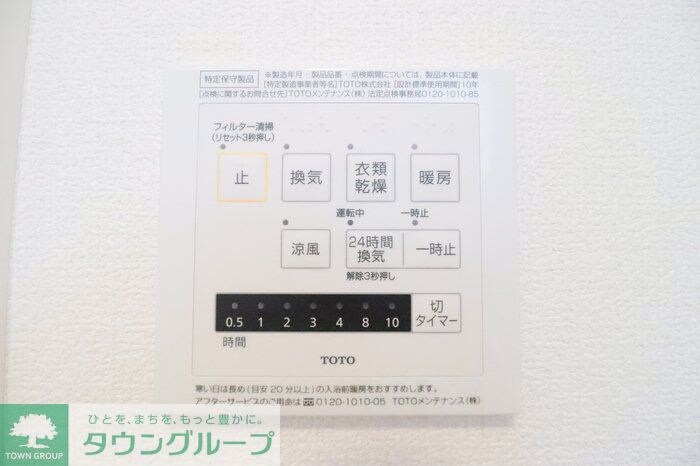 特定保守製品 ※製造年月・製品品番・点検期間については、製品本体に記載
[特定製造事業者等名]TOTO株式会社 [設計標準使用期間]10年
[点検に関するお問合せ先]TOTOメンテナンス(株) 法定点検事務局0120-1010-85
フィルター清掃
(リセット3秒押し)
止 換気 衣類乾燥 暖房
運転中 一時止
涼風 24時間換気 一時止
解除3秒押し
0.5 1 2 3 4 8 10 切タイマー
時間
TOTO
寒い日は長め(目安20分以上)の入浴前暖房をおすすめします。
アフターサービスのご用命は 0120-1010-05 TOTOメンテナンス(株)
ひとを、まちを、もっと豊かに。
タウングループ
TOWN GROUP